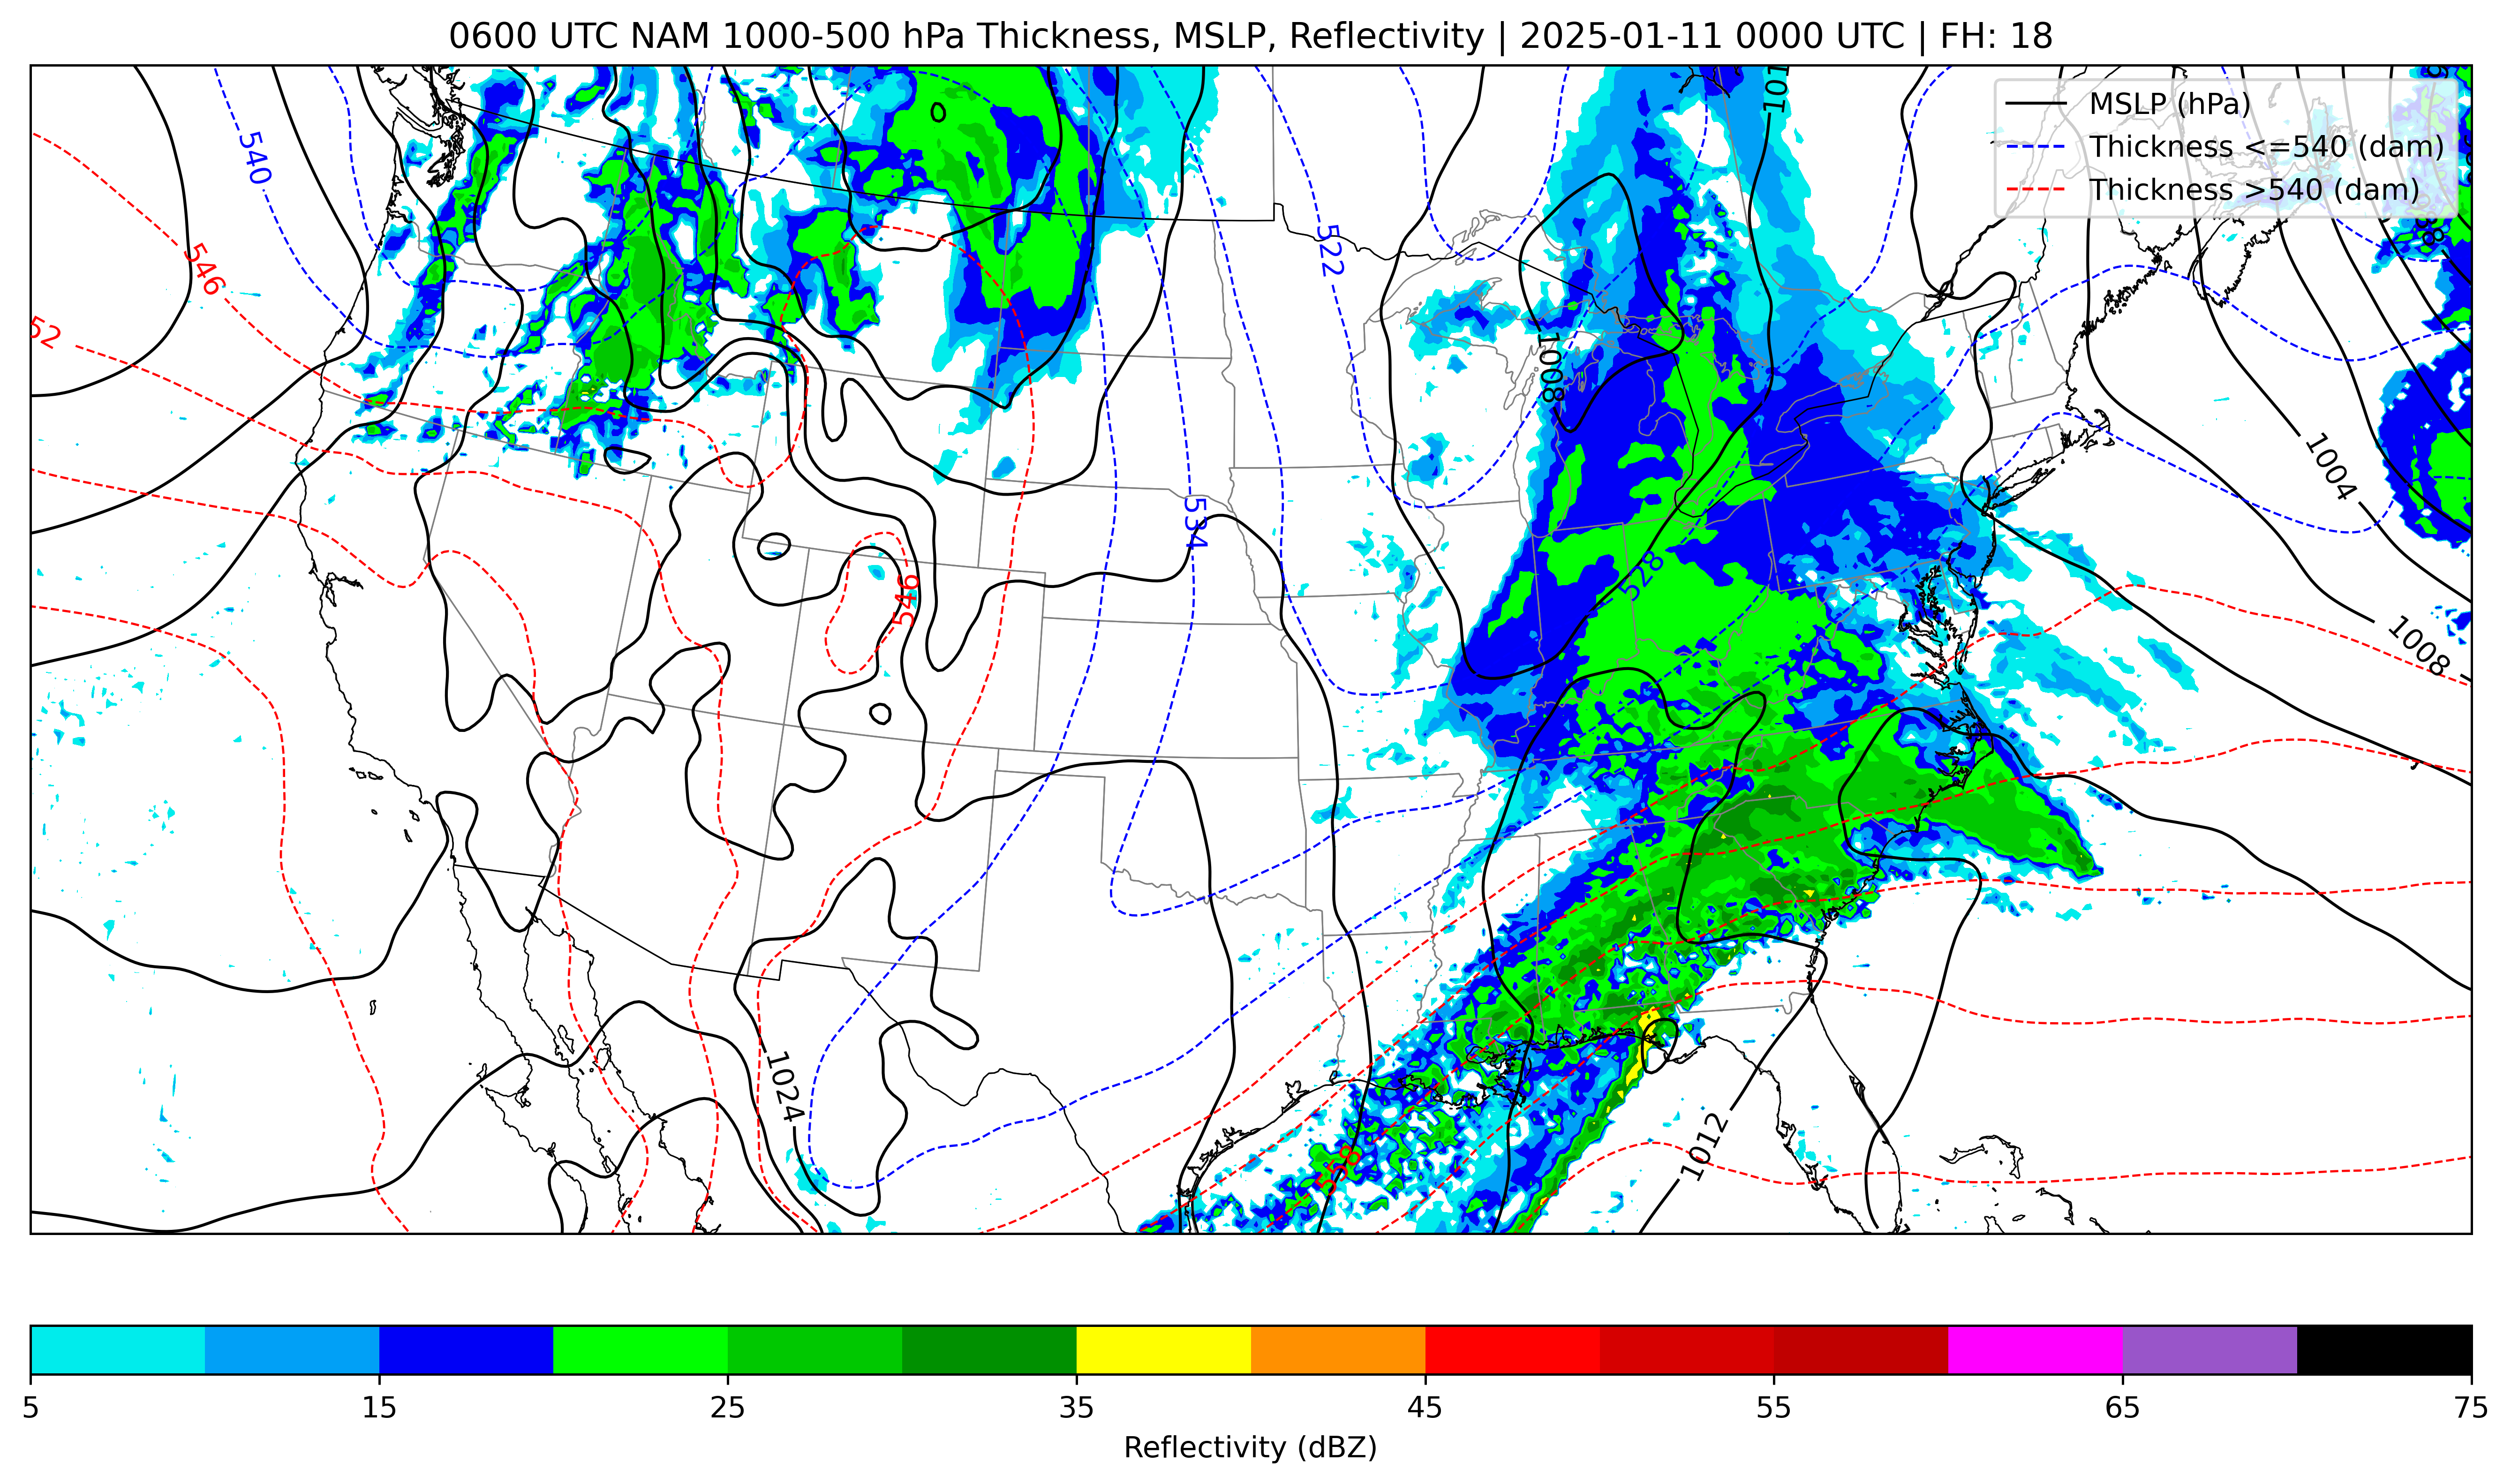 0600 UTC NAM 1000-500 hPa Thickness, MSLP, Reflectivity | 2025-01-11 0000 UTC | FH: 18
MSLP (hPa)
Thickness <=540 (dam)
Thickness >540 (dam)
540
546
52
522
1008
534
546
528
1004
1008
1024
558
1012
5 15 25 35 45 55 65 75
Reflectivity (dBZ)